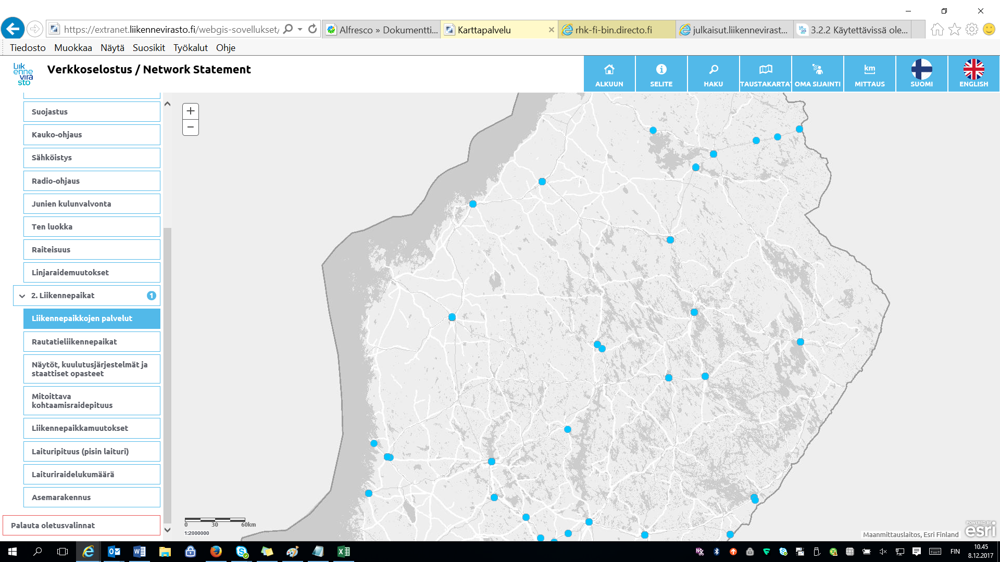 https://extranet.liikennevirasto.fi/webgis-sovellukset/
Alfresco » Dokumentti...
Karttapalvelu
rhk-fi-bin.directo.fi
julkaisut.liikennevirast...
3.2.2 Käytettävissä ole...
Tiedosto Muokkaa Näytä Suosikit Työkalut Ohje
Liikennevirasto
Verkkoselostus / Network Statement
ALKUUN
SELITE
HAKU
TAUSTAKARTAT
OMA SIJAINTI
km
MITTAUS
SUOMI
ENGLISH
Suojastus
Kauko-ohjaus
Sähköistys
Radio-ohjaus
Junien kulunvalvonta
Ten luokka
Raiteisuus
Linjaraidemuutokset
2. Liikennepaikat 1
Liikennepaikkojen palvelut
Rautatieliikennepaikat
Näytöt, kuulutusjärjestelmät ja
staattiset opasteet
Mitoittava
kohtaamisraidepituus
Liikennepaikkamuutokset
Laituripituus (pisin laituri)
Laituriraidelukumäärä
Asemarakennus
Palauta oletusvalinnat
+
−
0 30 60km
1:2000000
Maanmittauslaitos, Esri Finland
POWERED BY
esri
FIN
10.45
8.12.2017